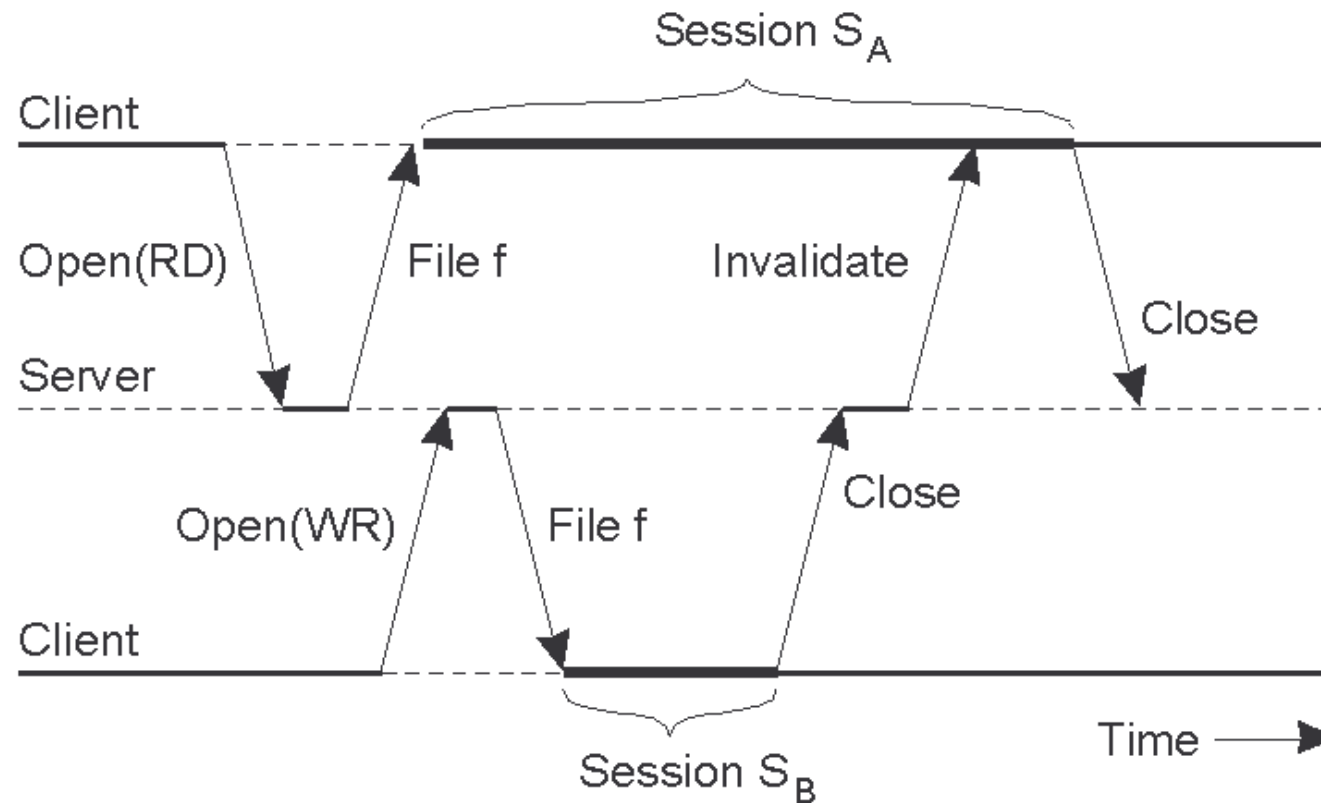 Session S_A
Client
Open(RD)
File f
Invalidate
Close
Server
Open(WR)
File f
Close
Client
Time
Session S_B